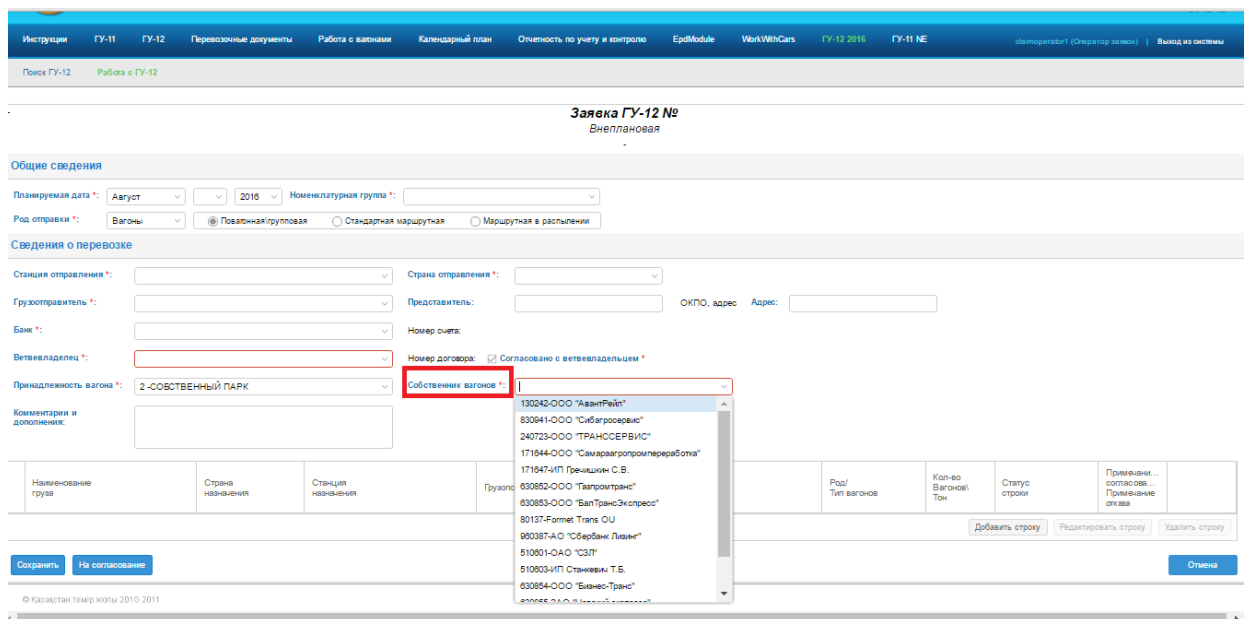 Инструкции ГУ-11 ГУ-12 Перевозочные документы Работа с вагонами Календарный план Отчетность по учету и контролю EpdModule WorkWithCars ГУ-12 2016 ГУ-11 NE claimoperator1 (Оператор заявок) | Выход из системы
Поиск ГУ-12 Работа с ГУ-12
Заявка ГУ-12 №
Внеплановая
-
Общие сведения
Планируемая дата *: Август 2016 Номенклатурная группа *:
Род отправки *: Вагоны Повагонная\групповая Стандартная маршрутная Маршрутная в распылении
Сведения о перевозке
Станция отправления *: Страна отправления *:
Грузоотправитель *: Представитель: ОКПО, адрес Адрес:
Банк *: Номер счета:
Ветвевладелец *: Номер договора: Согласовано с ветвевладельцем *
Принадлежность вагона *: 2 -СОБСТВЕННЫЙ ПАРК Собственник вагонов *:
Комментарии и
дополнения:
130242-ООО "АвантРейл"
830941-ООО "Сибагросервис"
240723-ООО "ТРАНССЕРВИС"
171644-ООО "Самараагропромпереработка"
171647-ИП Гречишкин С.В.
630852-ООО "Газпромтранс"
630853-ООО "БалТрансЭкспресс"
80137-Formet Trans OU
960387-АО "Сбербанк Лизинг"
510601-ОАО "СЗЛ"
510603-ИП Станкевич Т.Б.
630854-ООО "Бизнес-Транс"
Наименование
груза
Страна
назначения
Станция
назначения
Грузопо
Род/
Тип вагонов
Кол-во
Вагонов\
Тон
Статус
строки
Примечани...
согласова...
Примечание
отказа
Добавить строку Редактировать строку Удалить строку
Сохранить На согласование Отмена
© Қазақстан темір жолы 2010-2011